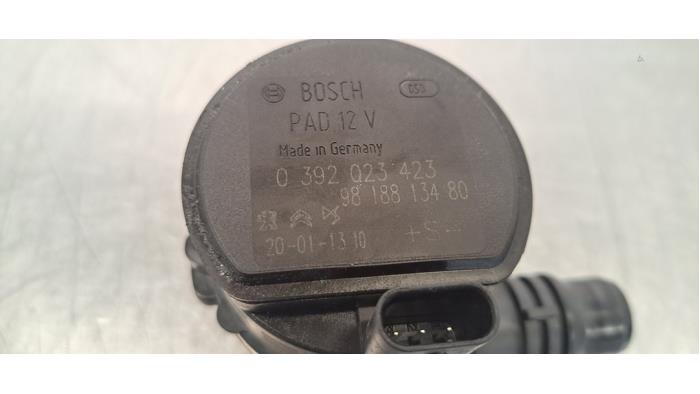 BOSCH
PAD 12 V
Made in Germany
0 392 023 423
98 188 134 80
20-01-13 10
+S-